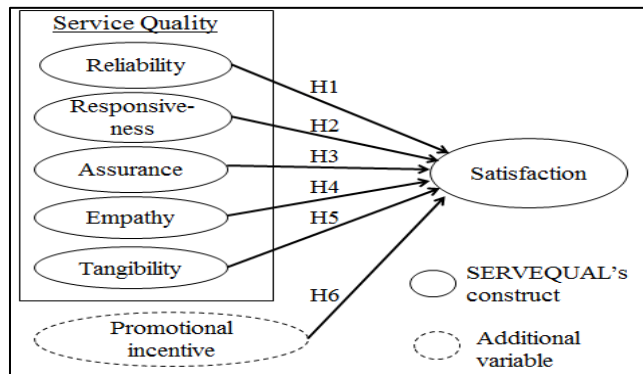 Service Quality
Reliability
Responsive-
ness
Assurance
Empathy
Tangibility
Promotional
incentive
H1
H2
H3
H4
H5
H6
Satisfaction
SERVEQUAL's
construct
Additional
variable